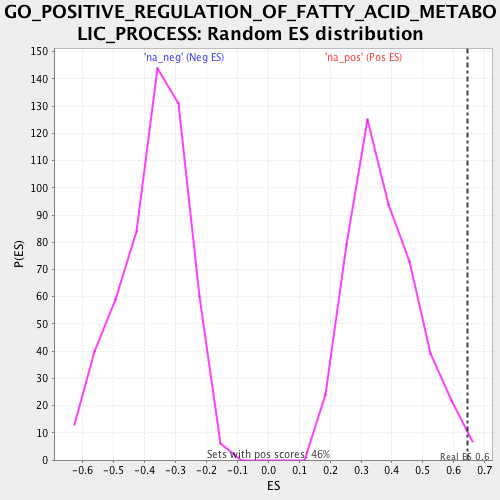 GO_POSITIVE_REGULATION_OF_FATTY_ACID_METABO
LIC_PROCESS: Random ES distribution
'na_neg' (Neg ES)
'na_pos' (Pos ES)
150
140
130
120
110
100
90
80
70
60
50
40
30
20
10
0
P(ES)
Sets with pos scores: 46%
Real ES 0.6
-0.6 -0.5 -0.4 -0.3 -0.2 -0.1 0.0 0.1 0.2 0.3 0.4 0.5 0.6 0.7
ES